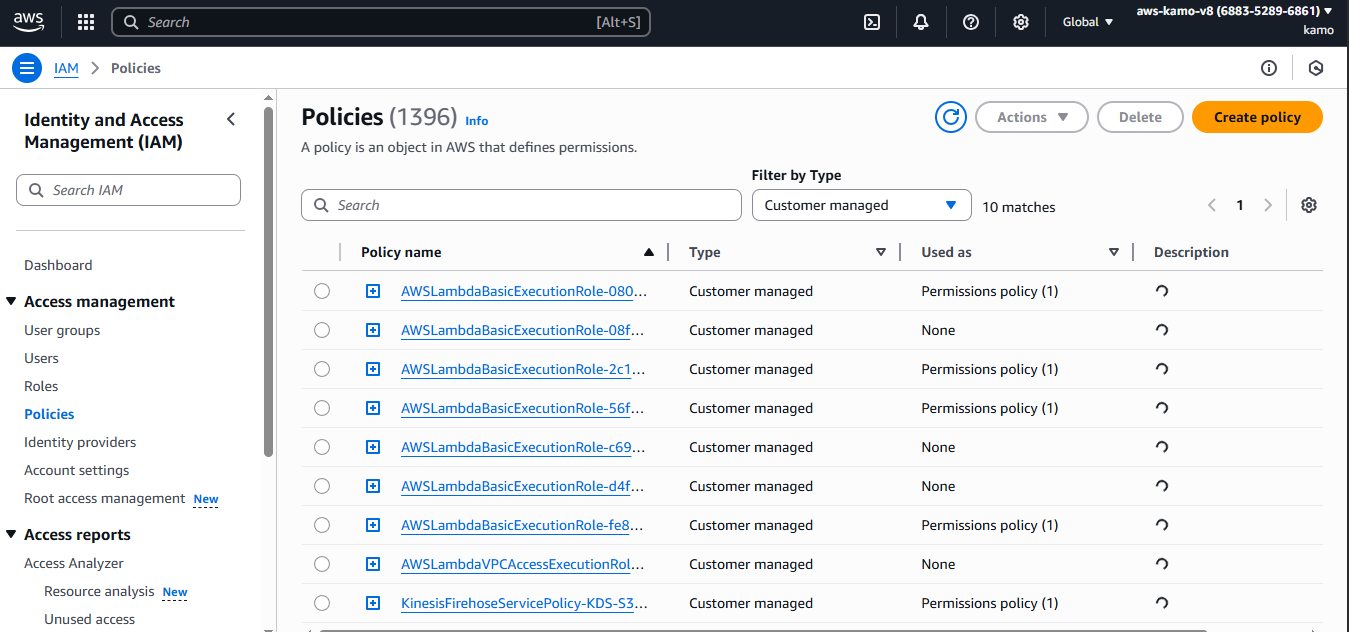 aws
Search [Alt+S]
Global
aws-kamo-v8 (6883-5289-6861)
kamo
IAM > Policies
Identity and Access
Management (IAM)
Search IAM
Dashboard
Access management
User groups
Users
Roles
Policies
Identity providers
Account settings
Root access management New
Access reports
Access Analyzer
Resource analysis New
Unused access
Policies (1396) Info
Actions
Delete
Create policy
A policy is an object in AWS that defines permissions.
Filter by Type
Search
Customer managed
10 matches
1
Policy name Type Used as Description
AWSLambdaBasicExecutionRole-080... Customer managed Permissions policy (1)
AWSLambdaBasicExecutionRole-08f... Customer managed None
AWSLambdaBasicExecutionRole-2c1... Customer managed Permissions policy (1)
AWSLambdaBasicExecutionRole-56f... Customer managed Permissions policy (1)
AWSLambdaBasicExecutionRole-c69... Customer managed None
AWSLambdaBasicExecutionRole-d4f... Customer managed None
AWSLambdaBasicExecutionRole-fe8... Customer managed Permissions policy (1)
AWSLambdaVPCAccessExecutionRol... Customer managed None
KinesisFirehoseServicePolicy-KDS-S3... Customer managed Permissions policy (1)